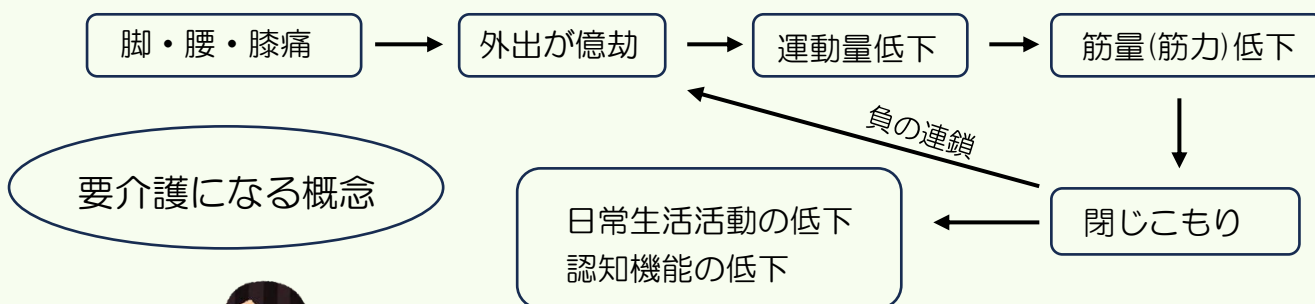 脚・腰・膝痛
外出が億劫
運動量低下
筋量(筋力)低下
負の連鎖
要介護になる概念
日常生活活動の低下
認知機能の低下
閉じこもり